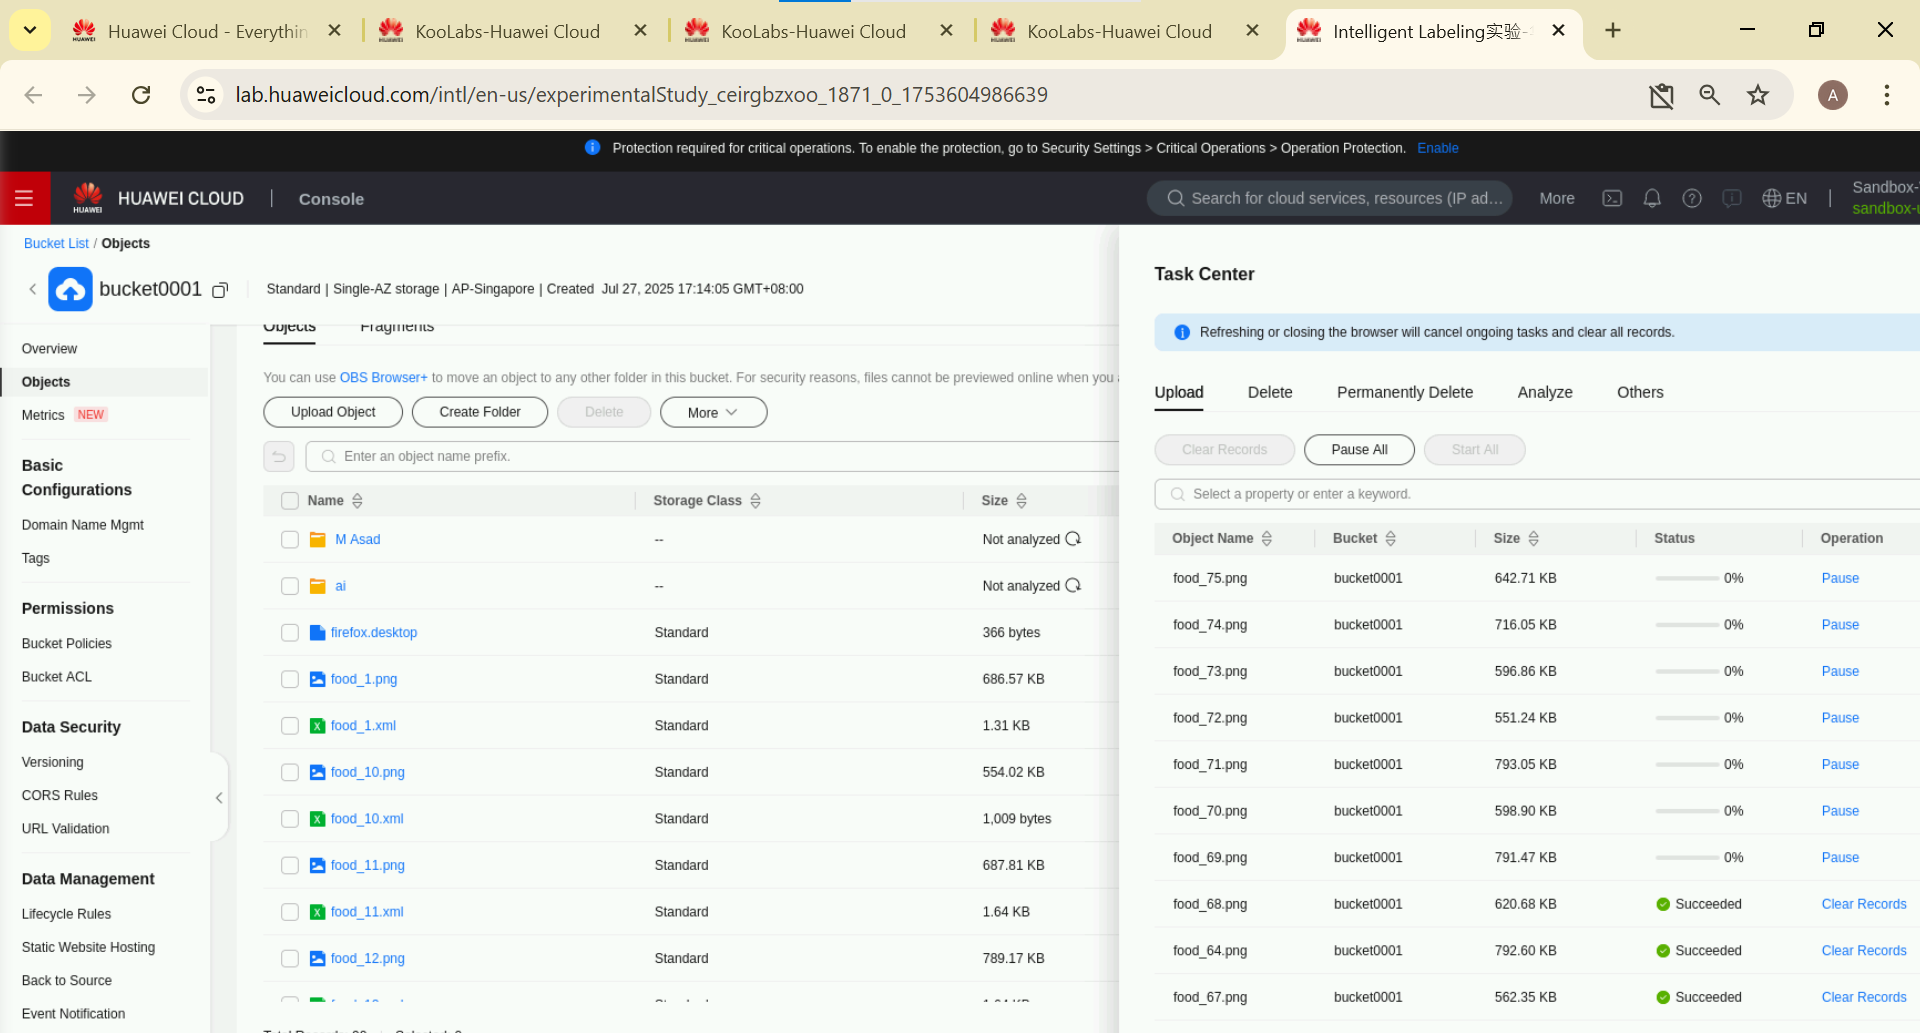 Huawei Cloud - Everythin
KooLabs-Huawei Cloud
KooLabs-Huawei Cloud
KooLabs-Huawei Cloud
Intelligent Labeling实验-
lab.huaweicloud.com/intl/en-us/experimentalStudy_ceirgbzxoo_1871_0_1753604986639
A
Protection required for critical operations. To enable the protection, go to Security Settings > Critical Operations > Operation Protection. Enable
HUAWEI
HUAWEI CLOUD | Console
Search for cloud services, resources (IP ad...
More
EN
Sandbox-
sandbox-u
Bucket List / Objects
bucket0001
Standard | Single-AZ storage | AP-Singapore | Created Jul 27, 2025 17:14:05 GMT+08:00
Overview
Objects
Metrics NEW
Basic
Configurations
Domain Name Mgmt
Tags
Permissions
Bucket Policies
Bucket ACL
Data Security
Versioning
CORS Rules
URL Validation
Data Management
Lifecycle Rules
Static Website Hosting
Back to Source
Event Notification
Objects Fragments
You can use OBS Browser+ to move an object to any other folder in this bucket. For security reasons, files cannot be previewed online when you
Upload Object Create Folder Delete More
Enter an object name prefix.
Name Storage Class Size
M Asad -- Not analyzed
ai -- Not analyzed
firefox.desktop Standard 366 bytes
food_1.png Standard 686.57 KB
food_1.xml Standard 1.31 KB
food_10.png Standard 554.02 KB
food_10.xml Standard 1,009 bytes
food_11.png Standard 687.81 KB
food_11.xml Standard 1.64 KB
food_12.png Standard 789.17 KB
Task Center
Refreshing or closing the browser will cancel ongoing tasks and clear all records.
Upload Delete Permanently Delete Analyze Others
Clear Records Pause All Start All
Select a property or enter a keyword.
Object Name Bucket Size Status Operation
food_75.png bucket0001 642.71 KB 0% Pause
food_74.png bucket0001 716.05 KB 0% Pause
food_73.png bucket0001 596.86 KB 0% Pause
food_72.png bucket0001 551.24 KB 0% Pause
food_71.png bucket0001 793.05 KB 0% Pause
food_70.png bucket0001 598.90 KB 0% Pause
food_69.png bucket0001 791.47 KB 0% Pause
food_68.png bucket0001 620.68 KB Succeeded Clear Records
food_64.png bucket0001 792.60 KB Succeeded Clear Records
food_67.png bucket0001 562.35 KB Succeeded Clear Records